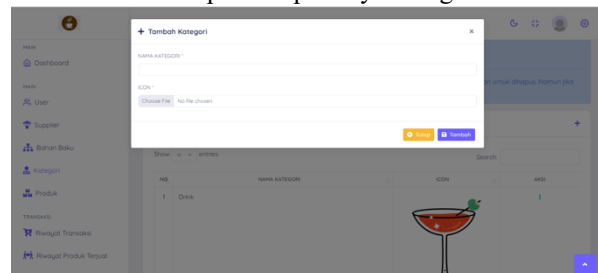 + Tambah Kategori ×
NAMA KATEGORI *
ICON *
Choose File No file chosen
Tutup Tambah
MAIN
Dashboard
MAIN
User
Supplier
Bahan Baku
Kategori
Produk
TRANSAKSI
Riwayat Transaksi
Riwayat Produk Terjual
untuk dihapus. Namun jika
+
Show entries
Search:
NO NAMA KATEGORI ICON AKSI
1 Drink